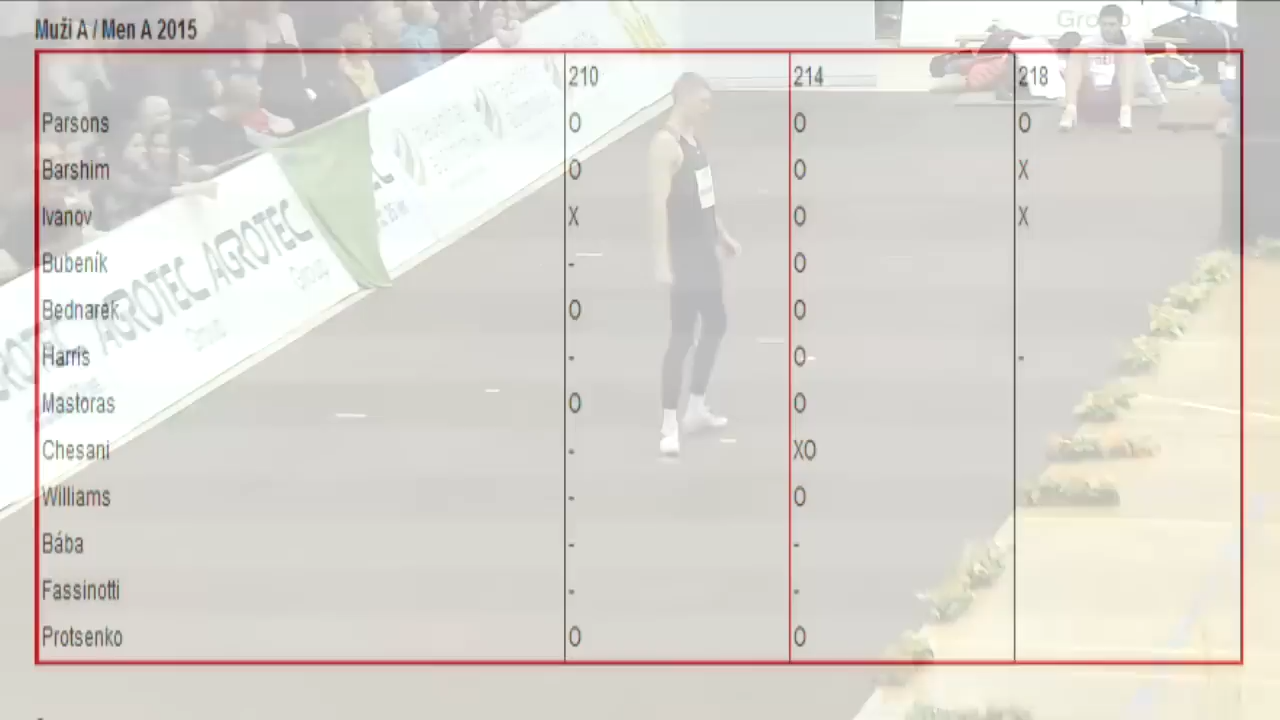 Muži A / Men A 2015
210 214 218
Parsons O O O
Barshim O O X
Ivanov X O X
Bubeník - O
Bednarek O O
Harris - O -
Mastoras O O
Chesani - XO
Williams - O
Bába - -
Fassinotti - -
Protsenko O O
AGROTEC AGROTEC
Group